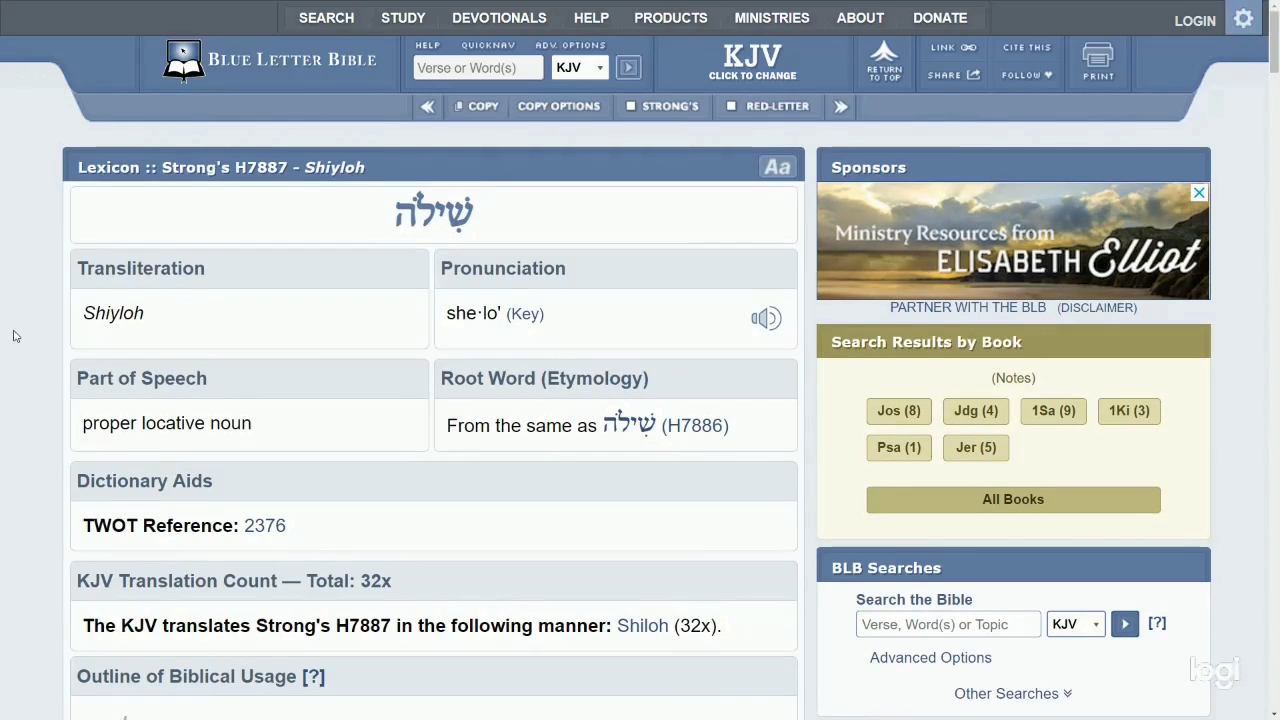 SEARCH STUDY DEVOTIONALS HELP PRODUCTS MINISTRIES ABOUT DONATE
LOGIN
BLUE LETTER BIBLE
HELP QUICKNAV ADV. OPTIONS
Verse or Word(s) KJV
KJV
CLICK TO CHANGE
RETURN
TO TOP
LINK CITE THIS
SHARE FOLLOW
PRINT
COPY COPY OPTIONS STRONG'S RED-LETTER
Lexicon :: Strong's H7887 - Shiyloh
Aa
שִׁילֹה
Transliteration
Shiyloh
Pronunciation
she·lo' (Key)
Part of Speech
proper locative noun
Root Word (Etymology)
From the same as שִׁילֹה (H7886)
Dictionary Aids
TWOT Reference: 2376
KJV Translation Count — Total: 32x
The KJV translates Strong's H7887 in the following manner: Shiloh (32x).
Outline of Biblical Usage [?]
Sponsors
Ministry Resources from
ELISABETH Elliot
PARTNER WITH THE BLB (DISCLAIMER)
Search Results by Book
(Notes)
Jos (8) Jdg (4) 1Sa (9) 1Ki (3)
Psa (1) Jer (5)
All Books
BLB Searches
Search the Bible
Verse, Word(s) or Topic KJV [?]
Advanced Options
Other Searches
logi